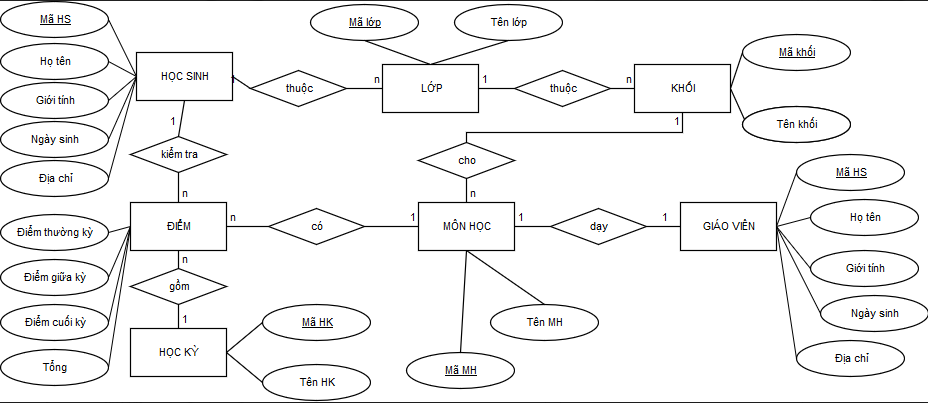 Mã HS
Họ tên
Giới tính
Ngày sinh
Địa chỉ
HỌC SINH
1
thuộc
n
Mã lớp
Tên lớp
LỚP
1
thuộc
n
KHỐI
Mã khối
Tên khối
1
kiểm tra
n
1
cho
n
Điểm thường kỳ
Điểm giữa kỳ
Điểm cuối kỳ
Tổng
ĐIỂM
n
có
1
MÔN HỌC
1
dạy
1
GIÁO VIÊN
Mã HS
Họ tên
Giới tính
Ngày sinh
Địa chỉ
n
gồm
1
HỌC KỲ
Mã HK
Tên HK
Tên MH
Mã MH